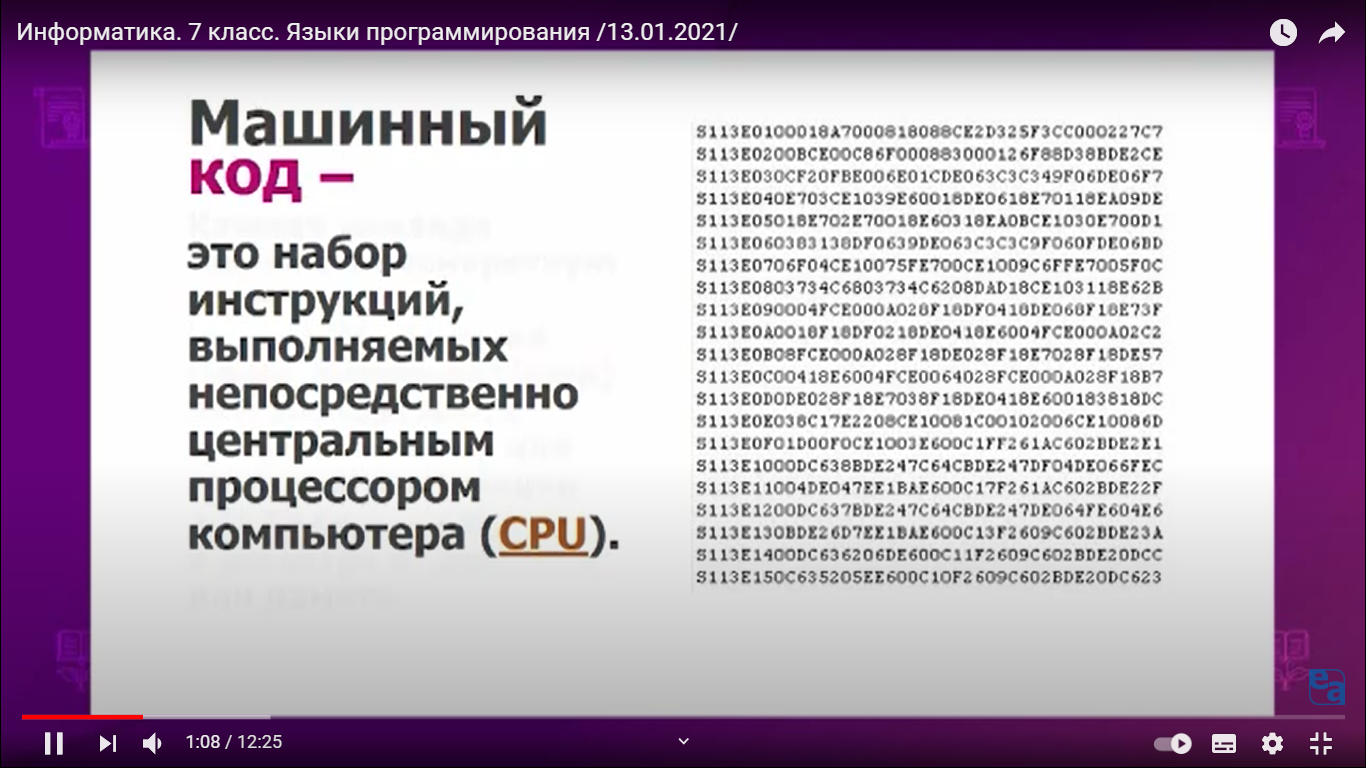 Информатика. 7 класс. Языки программирования /13.01.2021/
Машинный
код –
это набор
инструкций,
выполняемых
непосредственно
центральным
процессором
компьютера (CPU).
S113E0100018A7000818088CE2D325F3CC000227C7
S113E0200BCE00C86F000883000126F88D38BDE2CE
S113E030CF20FBE006E01CDE063C3C349F06DE06F7
S113E040E703CE1039E60018DE0618E70118EA09DE
S113E05018E702E70018E60318EA0BCE1030E700D1
S113E060383138DF0639DE063C3C3C9F060FDE06BD
S113E0706F04CE10075FE700CE1009C6FFE7005F0C
S113E0803734C6803734C6208DAD18CE103118E62B
S113E090004FCE000A028F18DF0418DE068F18E73F
S113E0A0018F18DF0218DE0418E6004FCE000A02C2
S113E0B08FCE000A028F18DE028F18E7028F18DE57
S113E0C00418E6004FCE0064028FCE000A028F18B7
S113E0D0DE028F18E7038F18DE0418E600183818DC
S113E0E038C17E2208CE10081C00102006CE10086D
S113E0F01D00F0CE1003E600C1FF261AC602BDE2E1
S113E1000DC638BDE247C64CBDE247DF04DE066FEC
S113E11004DE047EE1BAE600C17F261AC602BDE22F
S113E1200DC637BDE247C64CBDE247DE064FE604E6
S113E130BDE26D7EE1BAE600C13F2609C602BDE23A
S113E1400DC636206DE600C11F2609C602BDE20DCC
S113E150C635205EE600C10F2609C602BDE20DC623
ea
1:08 / 12:25